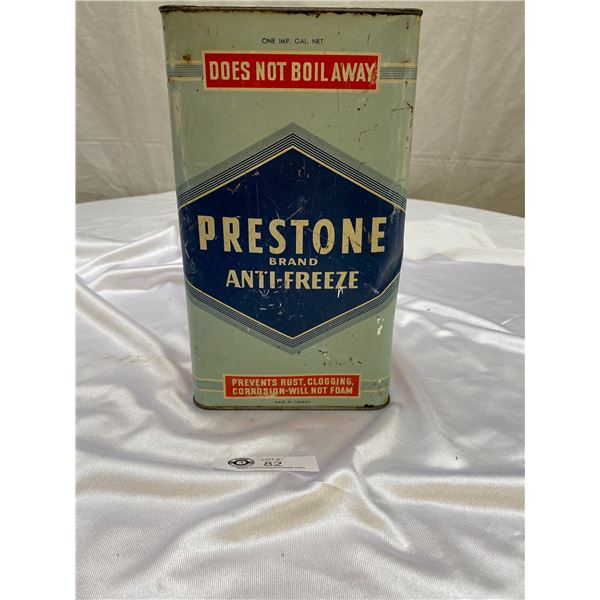 ONE IMP. GAL. NET
DOES NOT BOIL AWAY
PRESTONE
BRAND
ANTI-FREEZE
PREVENTS RUST, CLOGGING,
CORROSION-WILL NOT FOAM
MADE IN CANADA
LOT #
82